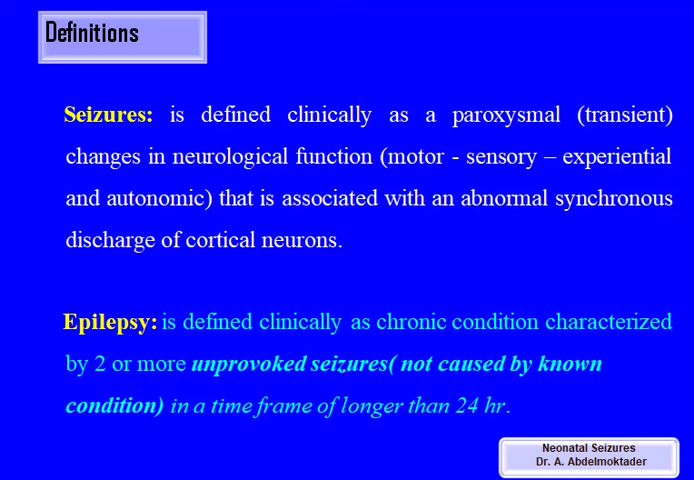 Definitions
Seizures: is defined clinically as a paroxysmal (transient)
changes in neurological function (motor - sensory – experiential
and autonomic) that is associated with an abnormal synchronous
discharge of cortical neurons.
Epilepsy: is defined clinically as chronic condition characterized
by 2 or more unprovoked seizures( not caused by known
condition) in a time frame of longer than 24 hr.
Neonatal Seizures
Dr. A. Abdelmoktader